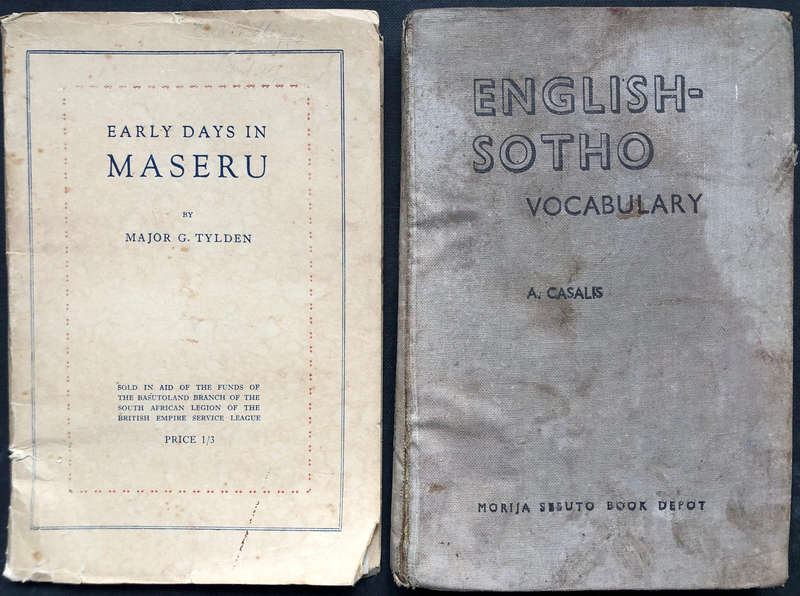 EARLY DAYS IN
MASERU
BY
MAJOR G. TYLDEN
SOLD IN AID OF THE FUNDS OF
THE BASUTOLAND BRANCH OF THE
SOUTH AFRICAN LEGION OF THE
BRITISH EMPIRE SERVICE LEAGUE
PRICE 1/3
ENGLISH-
SOTHO
VOCABULARY
A. CASALIS
MORIJA SESUTO BOOK DEPOT